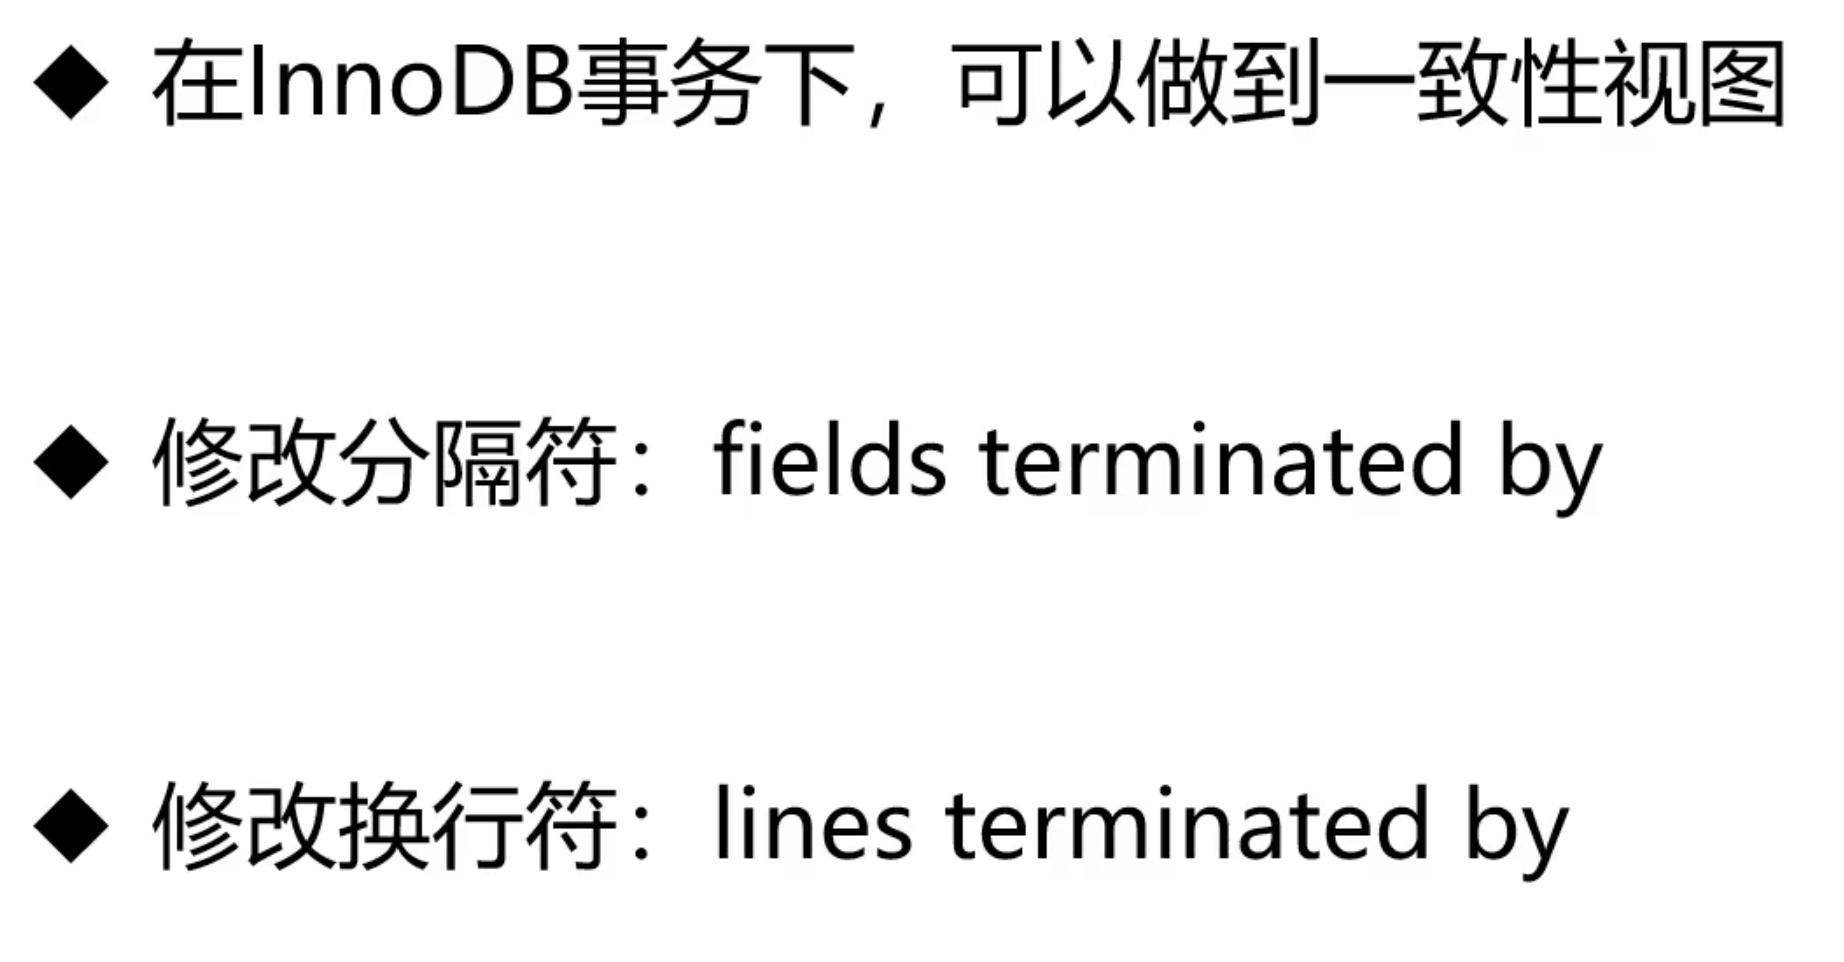 ◆ 在InnoDB事务下，可以做到一致性视图
◆ 修改分隔符：fields terminated by
◆ 修改换行符：lines terminated by